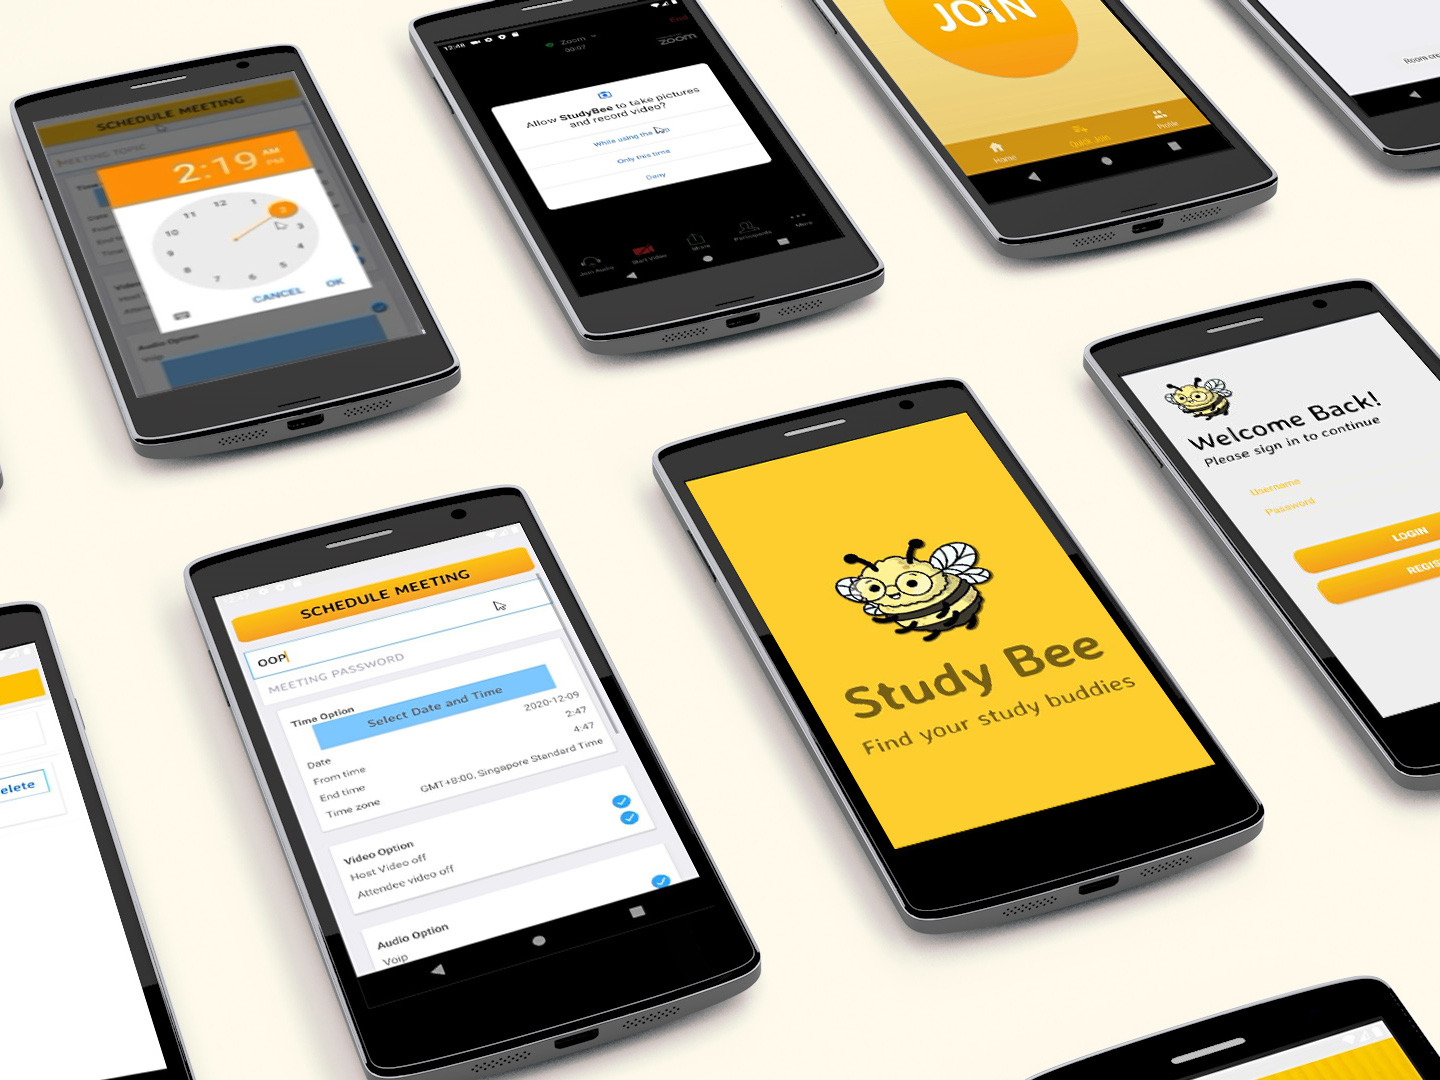 SCHEDULE MEETING
MEETING TOPIC
2:19
AM
PM
12
1
2
3
4
5
6
7
8
9
10
11
CANCEL
OK
Audio Option
Voip
12:48
Zoom
00:07
End
zoom
Allow StudyBee to take pictures
and record video?
While using the
Only this time
Deny
Join Audio
Start Video
Share
Participants
More
JOIN
Home
Quick Join
Profile
Room
SCHEDULE MEETING
OOP
MEETING PASSWORD
Time Option
Select Date and Time
Date
2020-12-09
From time
2:47
End time
4:47
Time zone
GMT+8:00, Singapore Standard Time
Video Option
Host Video off
Attendee video off
Audio Option
Voip
Study Bee
Find your study buddies
Welcome Back!
Please sign in to continue
Username
Password
LOGIN
REGIS
elete